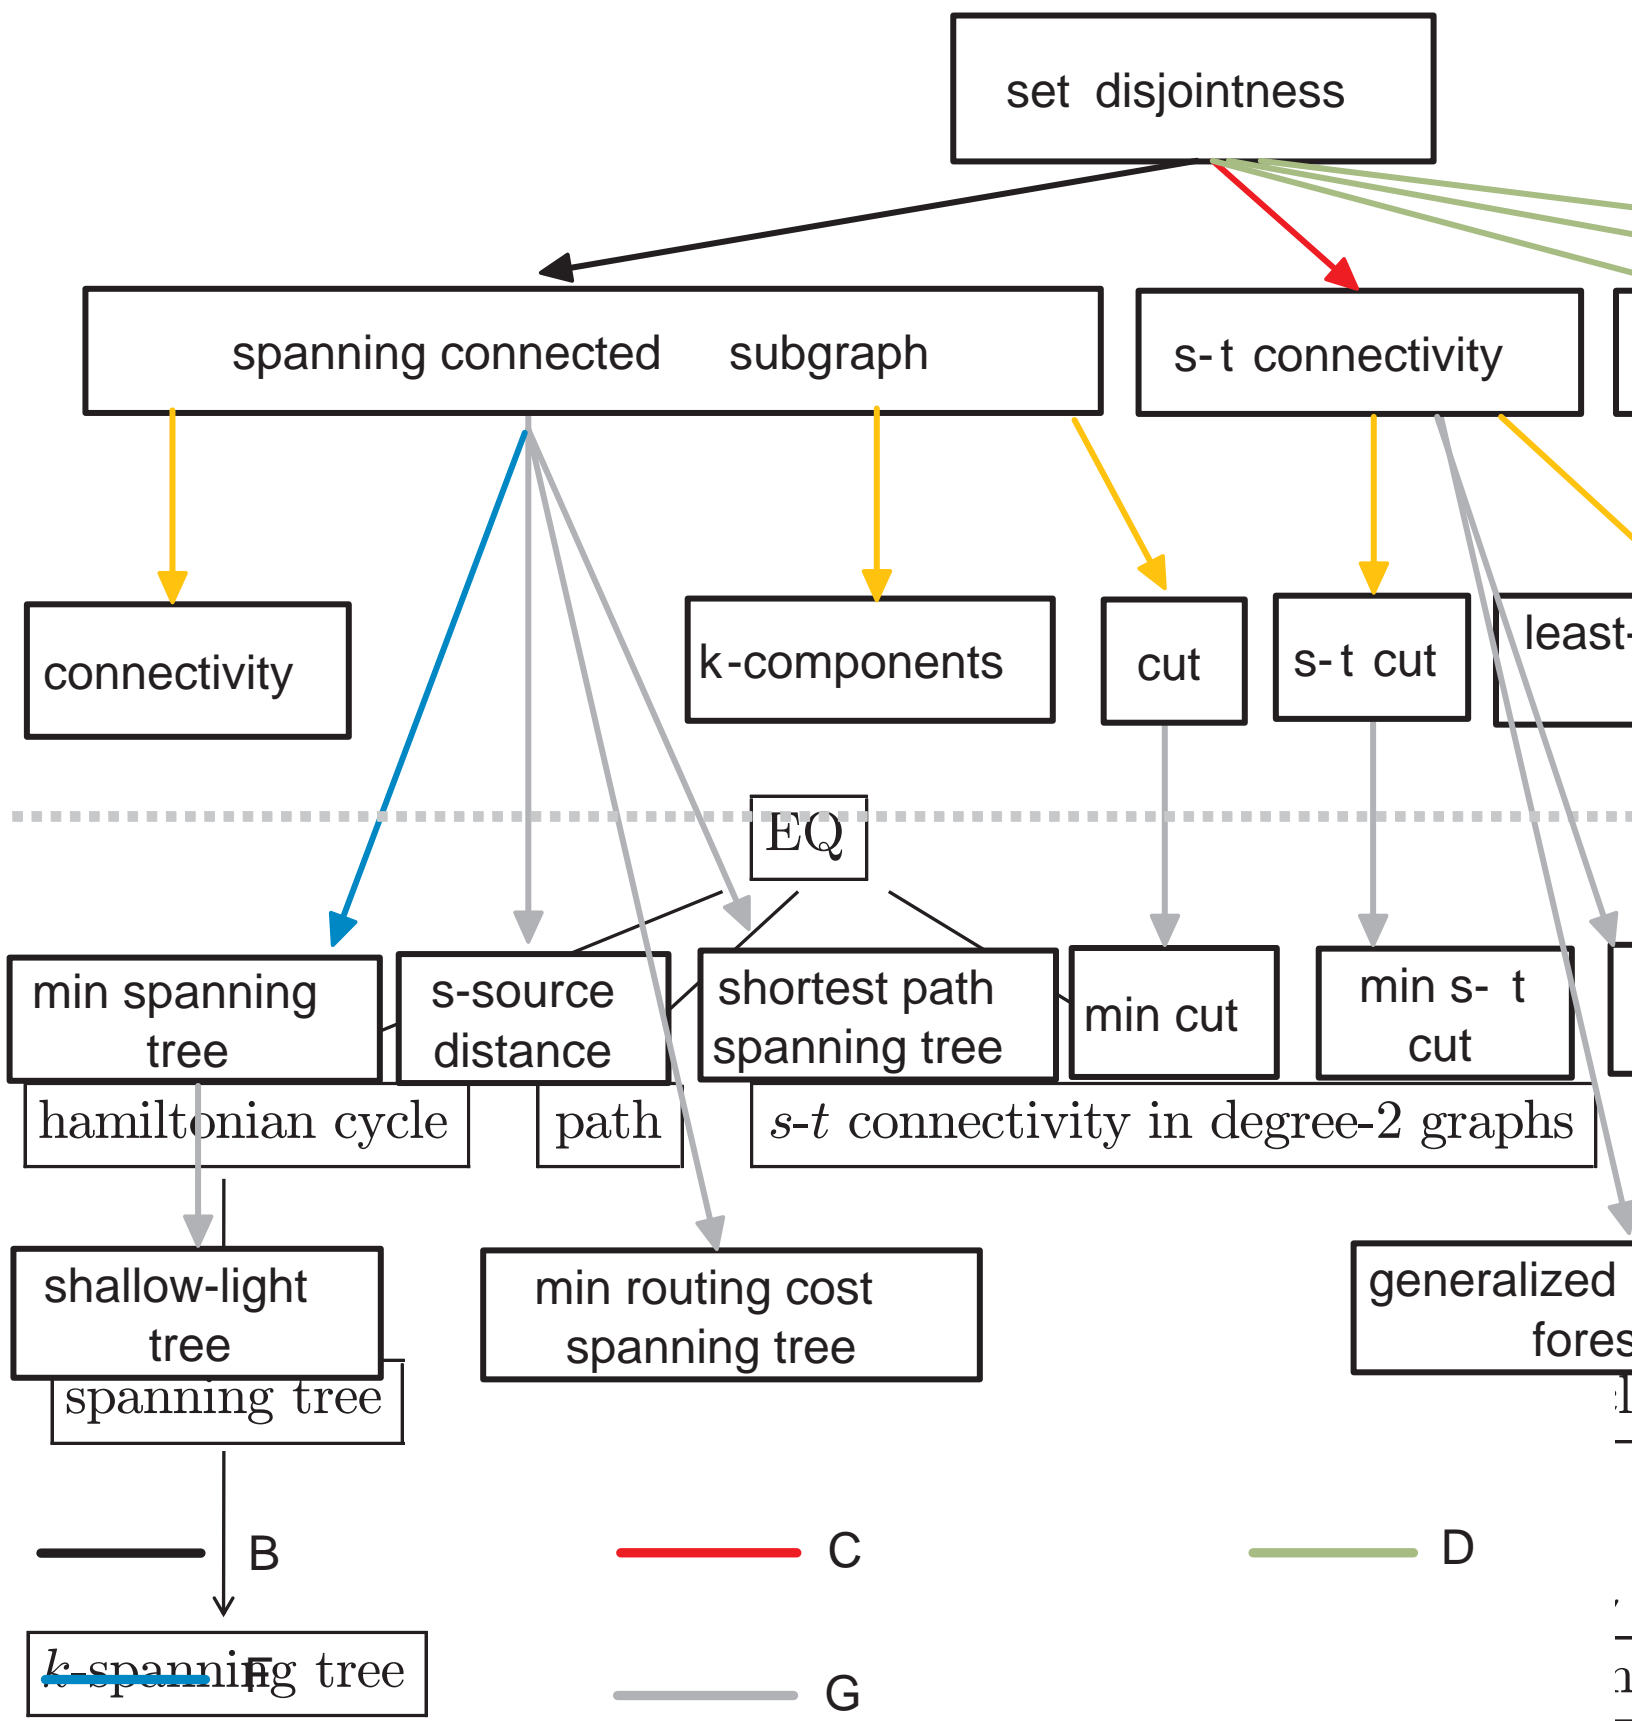 set disjointness
spanning connected subgraph
s-t connectivity
connectivity
k-components
cut
s-t cut
least-
EQ
min spanning
tree
s-source
distance
shortest path
spanning tree
min cut
min s-t
cut
hamiltonian cycle
path
s-t connectivity in degree-2 graphs
shallow-light
tree
min routing cost
spanning tree
generalized
fores
spanning tree
B
C
D
k-spanning tree
F
G